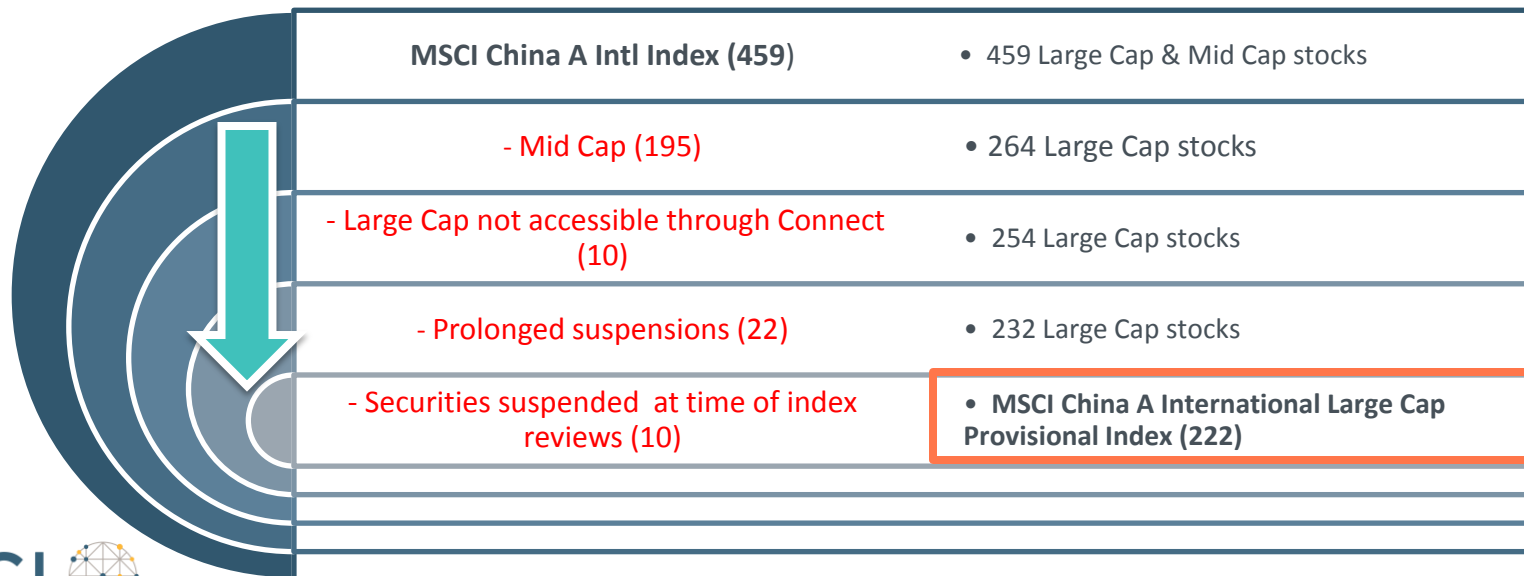 MSCI China A Intl Index (459)
• 459 Large Cap & Mid Cap stocks
- Mid Cap (195)
• 264 Large Cap stocks
- Large Cap not accessible through Connect
(10)
• 254 Large Cap stocks
- Prolonged suspensions (22)
• 232 Large Cap stocks
- Securities suspended at time of index
reviews (10)
• MSCI China A International Large Cap
Provisional Index (222)